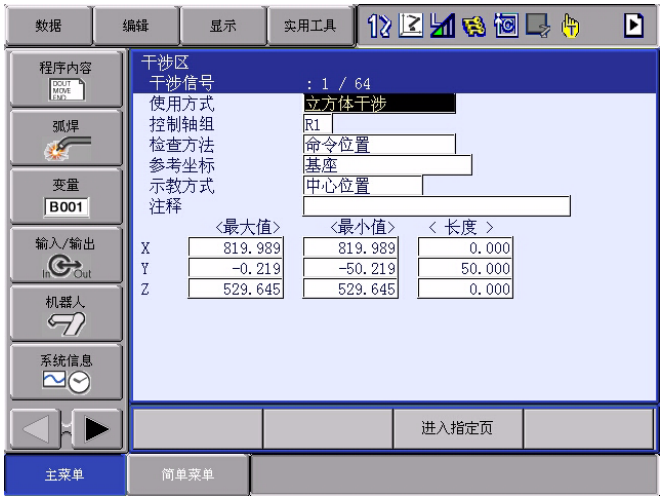 数据 编辑 显示 实用工具
程序内容
DOUT
MOVE
END
弧焊
变量
B001
输入/输出
In Out
机器人
系统信息
干涉区
干涉信号 : 1 / 64
使用方式 立方体干涉
控制轴组 R1
检查方法 命令位置
参考坐标 基座
示教方式 中心位置
注释
<最大值> <最小值> < 长度 >
X 819.989 819.989 0.000
Y -0.219 -50.219 50.000
Z 529.645 529.645 0.000
进入指定页
主菜单 简单菜单